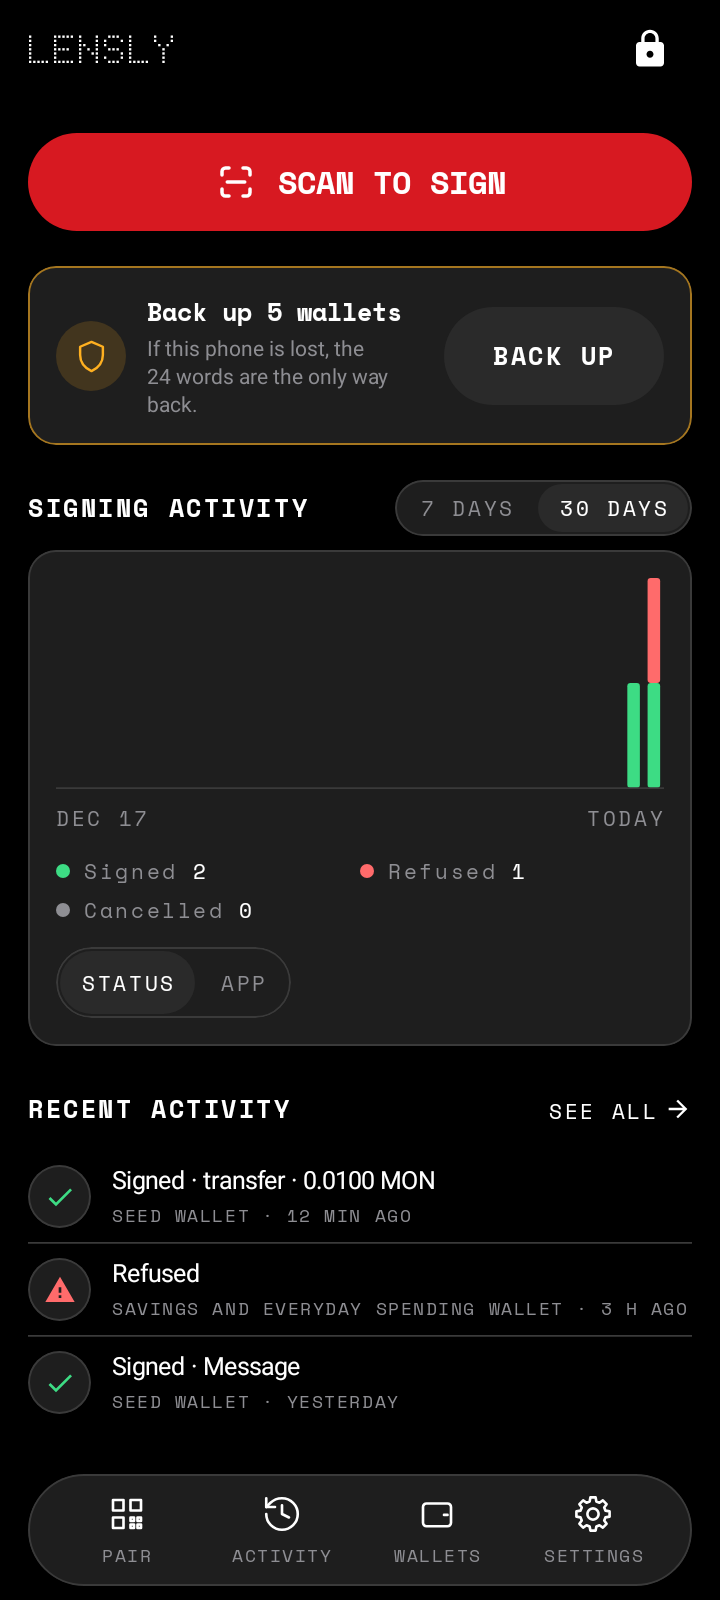 LENSLY
SCAN TO SIGN
Back up 5 wallets
If this phone is lost, the
24 words are the only way
back.
BACK UP
SIGNING ACTIVITY
7 DAYS
30 DAYS
DEC 17
TODAY
Signed 2
Refused 1
Cancelled 0
STATUS
APP
RECENT ACTIVITY
SEE ALL
Signed · transfer · 0.0100 MON
SEED WALLET · 12 MIN AGO
Refused
SAVINGS AND EVERYDAY SPENDING WALLET · 3 H AGO
Signed · Message
SEED WALLET · YESTERDAY
PAIR
ACTIVITY
WALLETS
SETTINGS